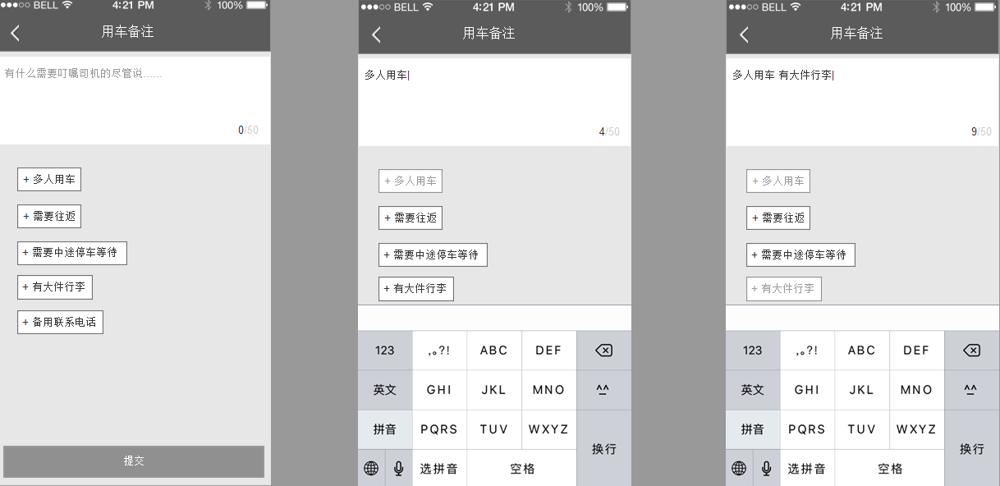 BELL 4:21 PM 100%
用车备注
有什么需要叮嘱司机的尽管说……
0/50
+ 多人用车
+ 需要往返
+ 需要中途停车等待
+ 有大件行李
+ 备用联系电话
提交
BELL 4:21 PM 100%
用车备注
多人用车
4/50
+ 多人用车
+ 需要往返
+ 需要中途停车等待
+ 有大件行李
123 ,。?! ABC DEF
英文 GHI JKL MNO ^^
拼音 PQRS TUV WXYZ
换行
选拼音 空格
BELL 4:21 PM 100%
用车备注
多人用车 有大件行李
9/50
+ 多人用车
+ 需要往返
+ 需要中途停车等待
+ 有大件行李
123 ,。?! ABC DEF
英文 GHI JKL MNO ^^
拼音 PQRS TUV WXYZ
换行
选拼音 空格